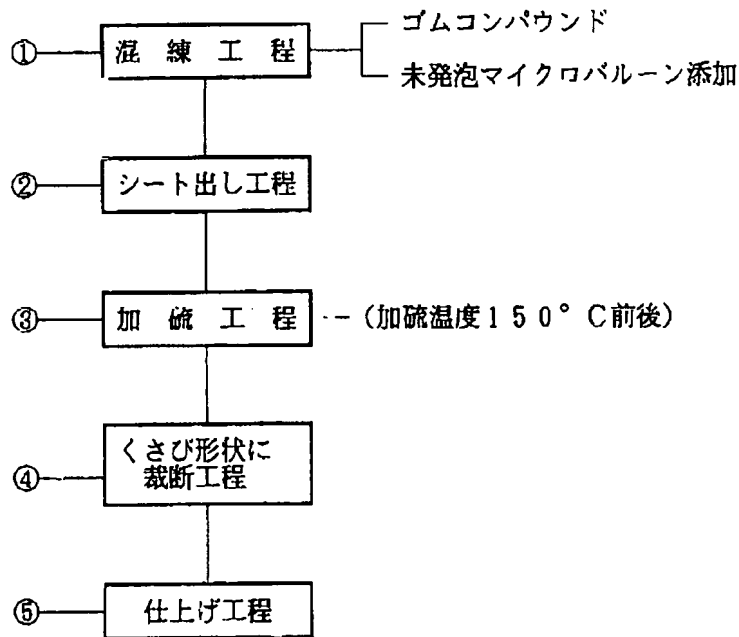 ① 混練工程
ゴムコンパウンド
未発泡マイクロバルーン添加
② シート出し工程
③ 加硫工程 (加硫温度150°C前後)
④ くさび形状に
裁断工程
⑤ 仕上げ工程